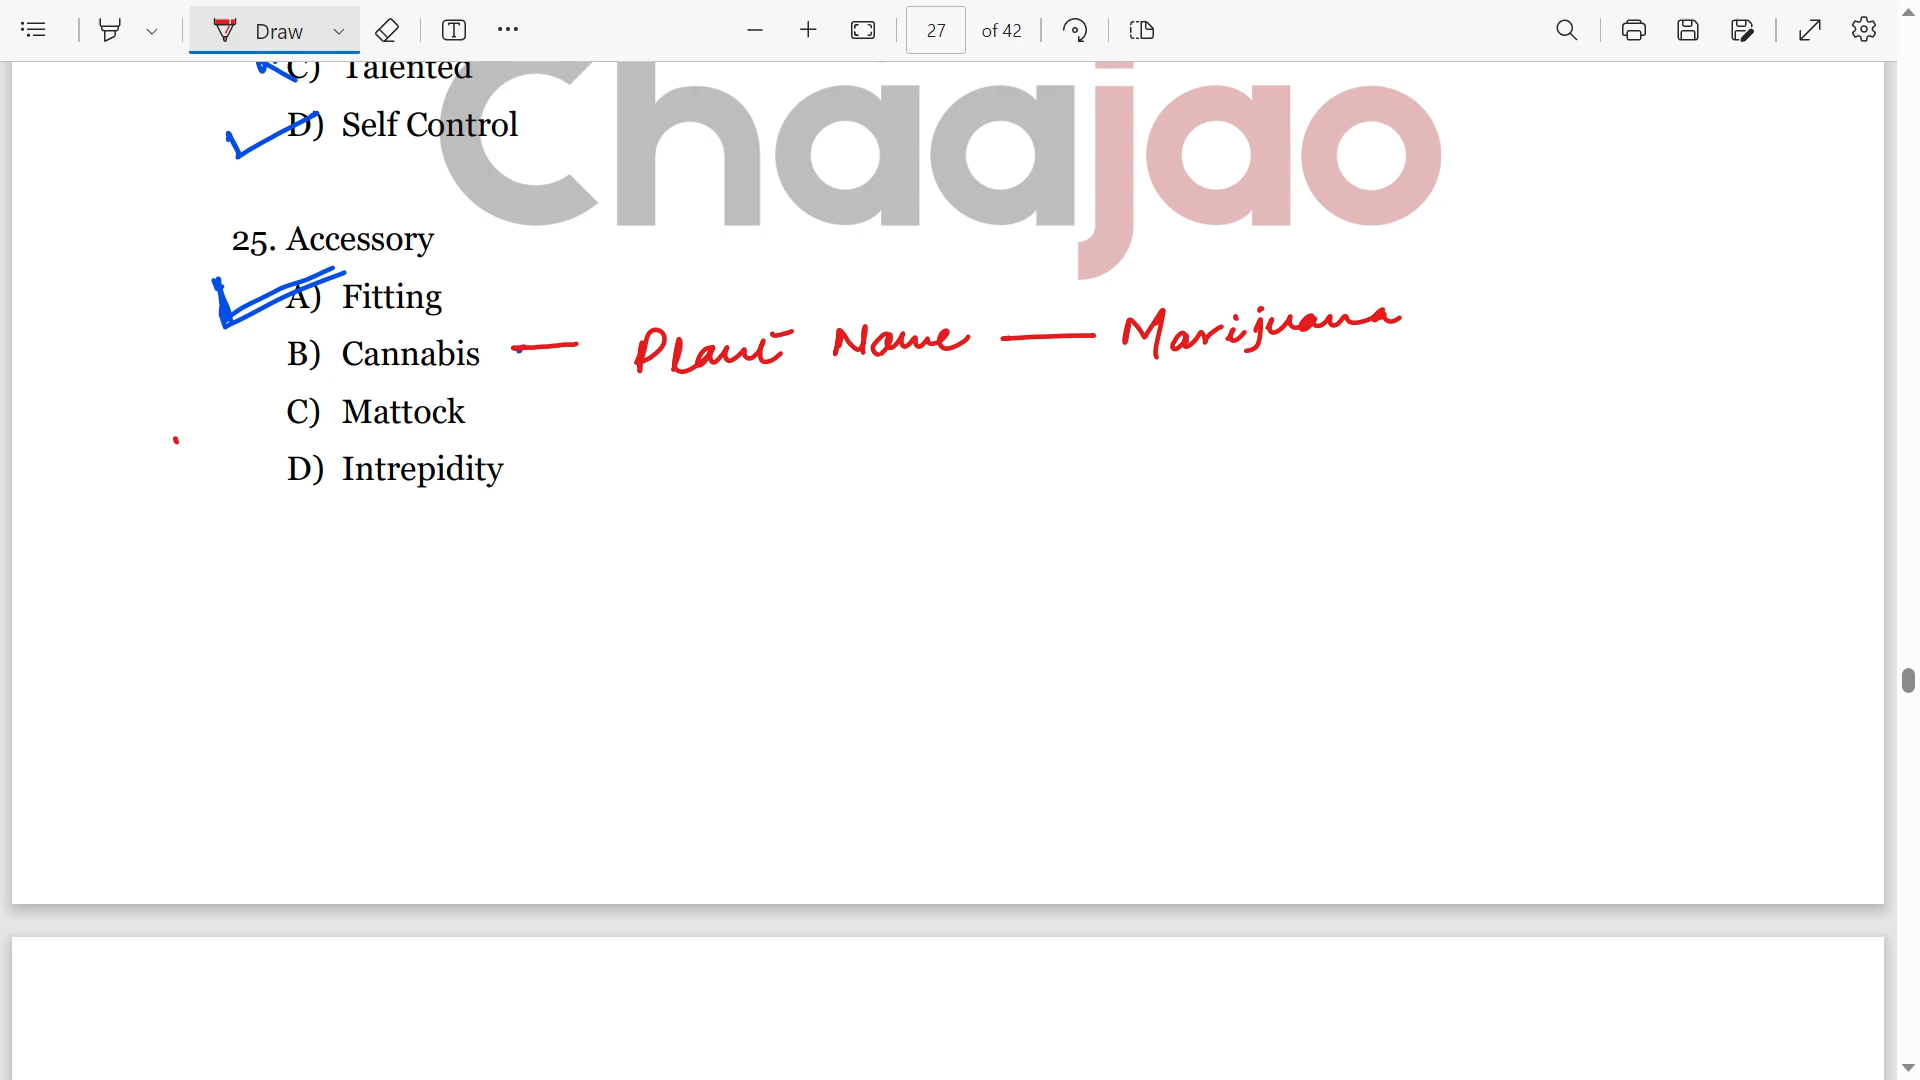 Draw
27 of 42
C) Talented
D) Self Control
Chaajao
25. Accessory
A) Fitting
B) Cannabis — Plant Name — Marijuana
C) Mattock
D) Intrepidity